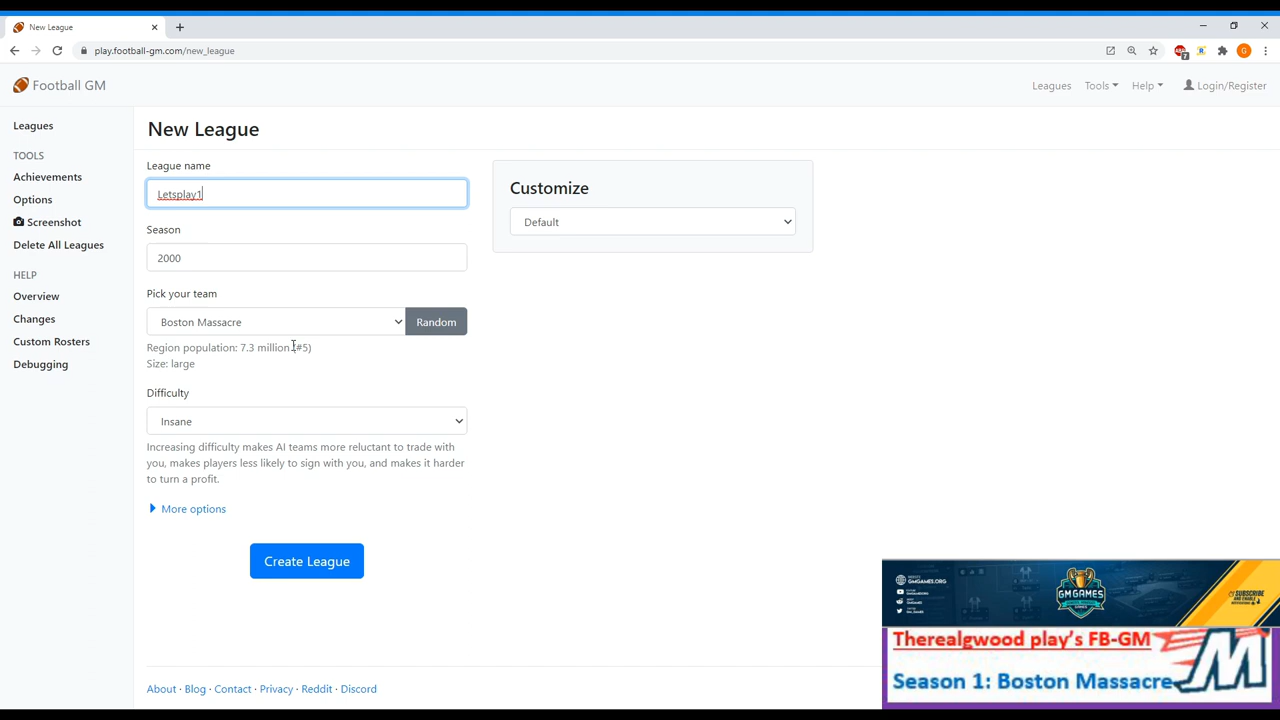 New League
play.football-gm.com/new_league
7
G
Football GM
Leagues
Tools
Help
Login/Register
Leagues
TOOLS
Achievements
Options
Screenshot
Delete All Leagues
HELP
Overview
Changes
Custom Rosters
Debugging
New League
League name
Letsplay1
Season
2000
Pick your team
Boston Massacre
Random
Region population: 7.3 million (#5)
Size: large
Difficulty
Insane
Increasing difficulty makes AI teams more reluctant to trade with
you, makes players less likely to sign with you, and makes it harder
to turn a profit.
More options
Create League
Customize
Default
About · Blog · Contact · Privacy · Reddit · Discord
GMGAMES.ORG
GMGAMES
SUBSCRIBE
Therealgwood play's FB-GM
Season 1: Boston Massacre
M